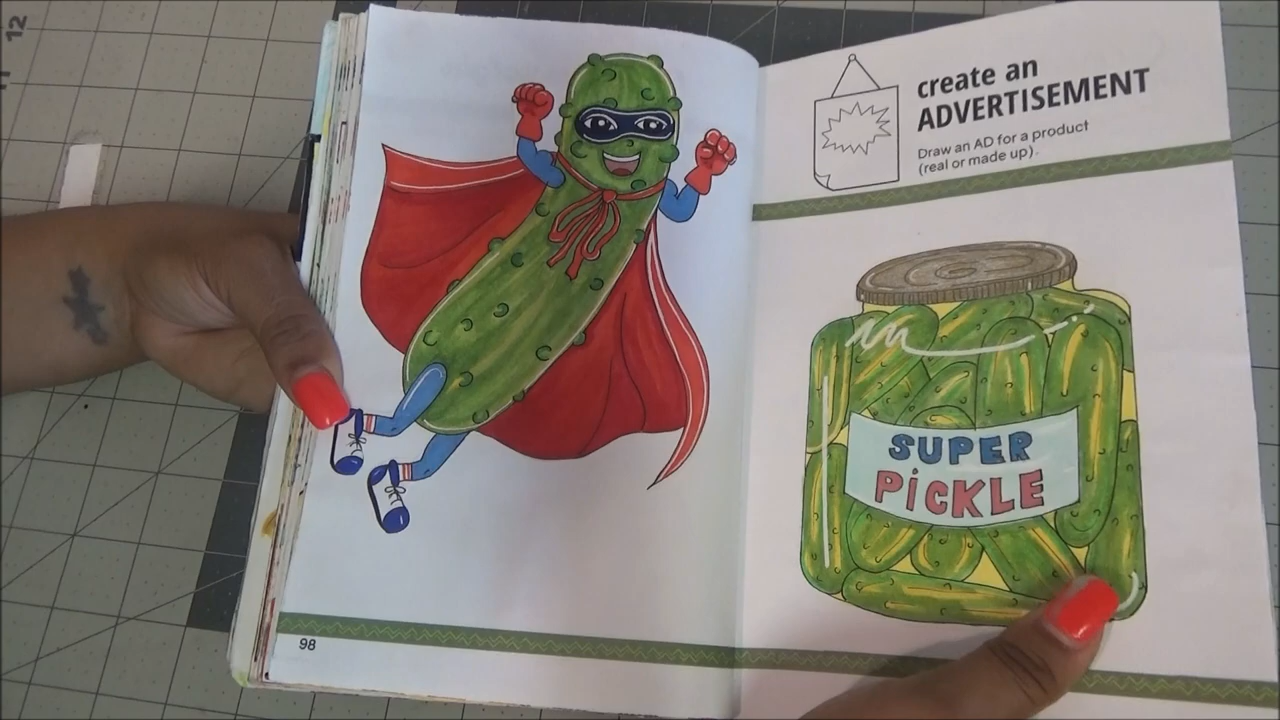 12
create an
ADVERTISEMENT
Draw an AD for a product
(real or made up).
SUPER
PiCKLE
98